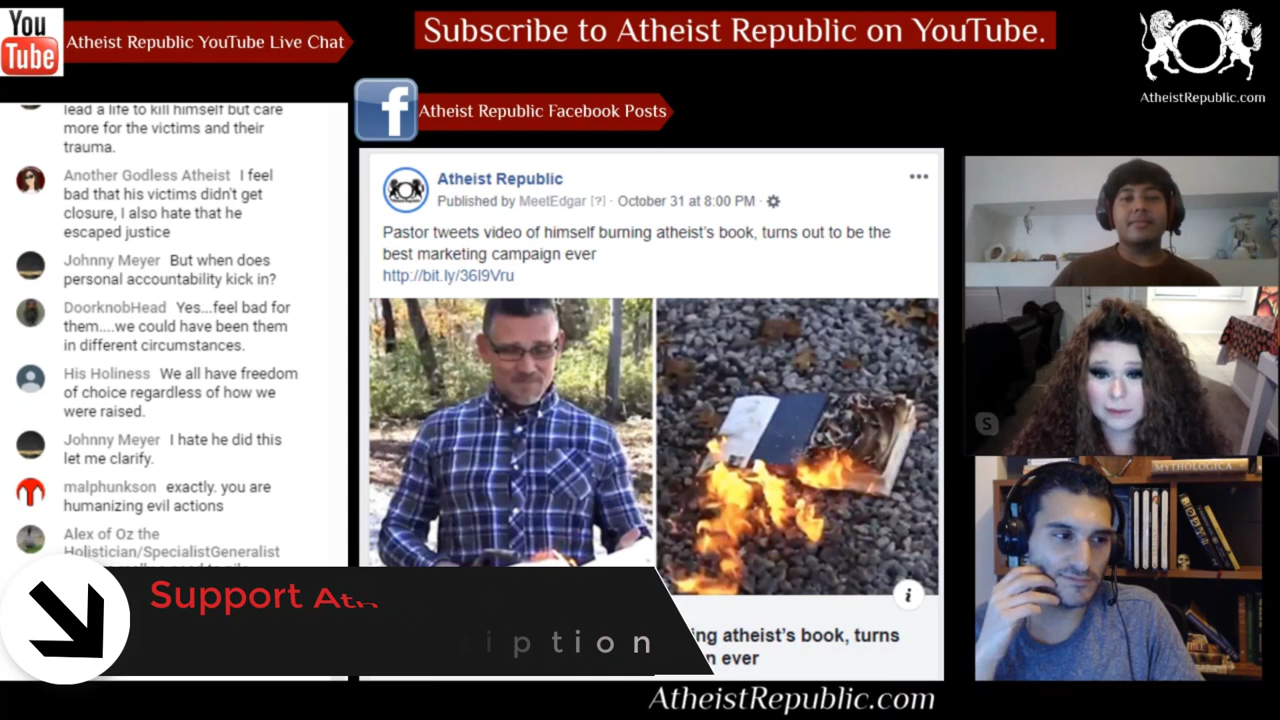 You
Tube
Atheist Republic YouTube Live Chat
Subscribe to Atheist Republic on YouTube.
AtheistRepublic.com
f
Atheist Republic Facebook Posts
lead a life to kill himself but care
more for the victims and their
trauma.
Another Godless Atheist I feel
bad that his victims didn't get
closure, I also hate that he
escaped justice
Johnny Meyer But when does
personal accountability kick in?
DoorknobHead Yes...feel bad for
them....we could have been them
in different circumstances.
His Holiness We all have freedom
of choice regardless of how we
were raised.
Johnny Meyer I hate he did this
let me clarify.
malphunkson exactly. you are
humanizing evil actions
Alex of Oz the
Holistician/SpecialistGeneralist
Atheist Republic
Published by MeetEdgar [?] · October 31 at 8:00 PM ·
Pastor tweets video of himself burning atheist's book, turns out to be the
best marketing campaign ever
http://bit.ly/36I9Vru
i
ing atheist's book, turns
n ever
Support
iption
S
MYTHOLOGICA
AtheistRepublic.com